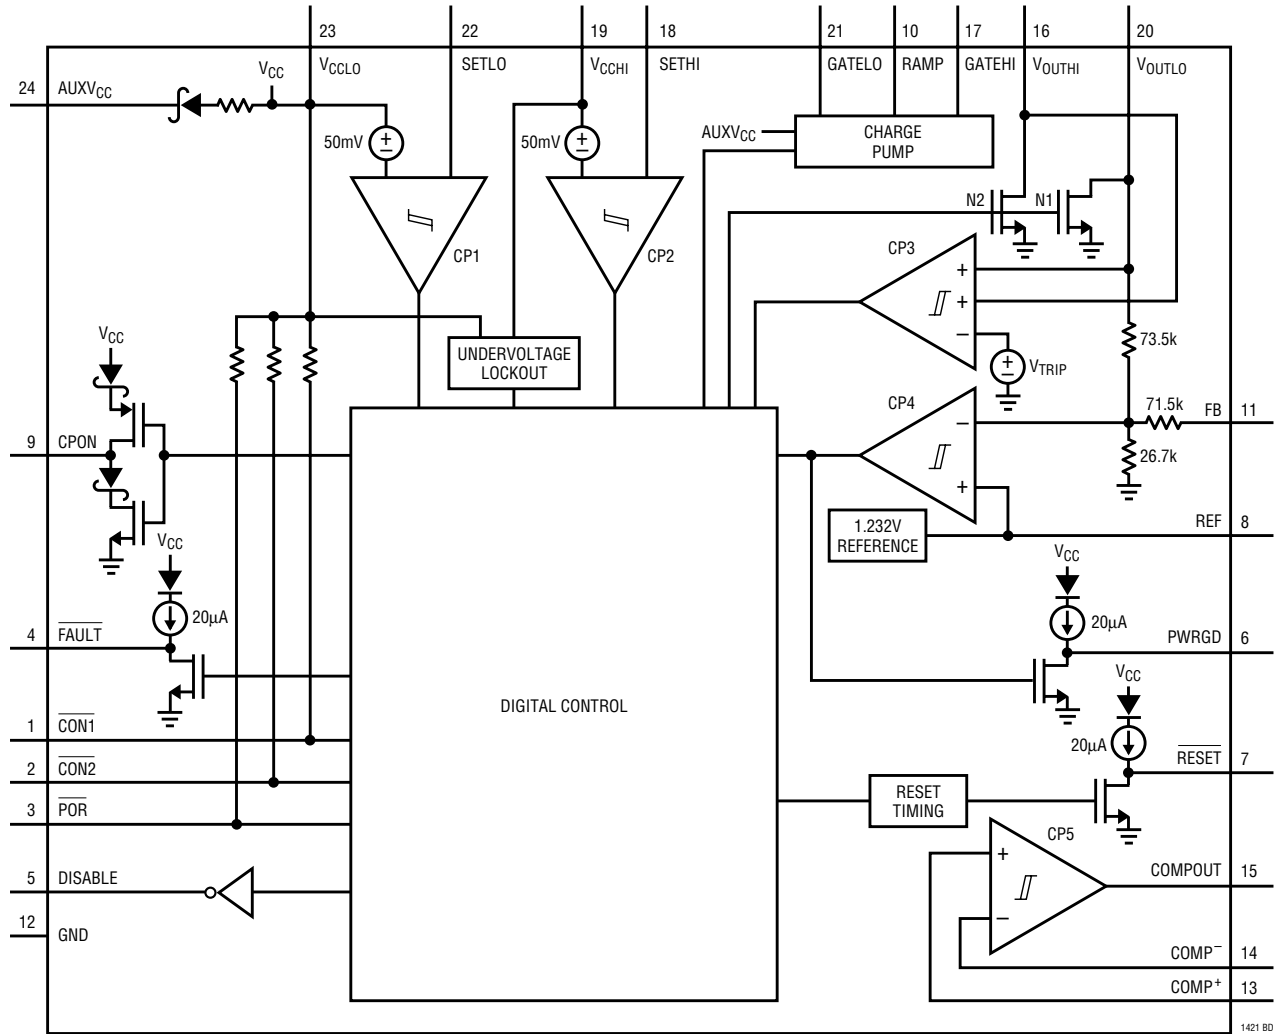 23 22 19 18 21 10 17 16 20
V_CCLO SETLO V_CCHI SETHI GATELO RAMP GATEHI V_OUTHI V_OUTLO
24 AUXV_CC
V_CC
50mV
50mV
AUXV_CC
CHARGE
PUMP
N2
N1
CP1
CP2
CP3
+
+
−
V_TRIP
73.5k
UNDERVOLTAGE
LOCKOUT
V_CC
9 CPON
CP4
−
+
71.5k
FB 11
26.7k
1.232V
REFERENCE
REF 8
V_CC
20µA
4 FAULT
V_CC
20µA
PWRGD 6
DIGITAL CONTROL
V_CC
20µA
RESET 7
1 CON1
2 CON2
3 POR
RESET
TIMING
5 DISABLE
12 GND
CP5
+
−
COMPOUT 15
COMP− 14
COMP+ 13
1421 BD